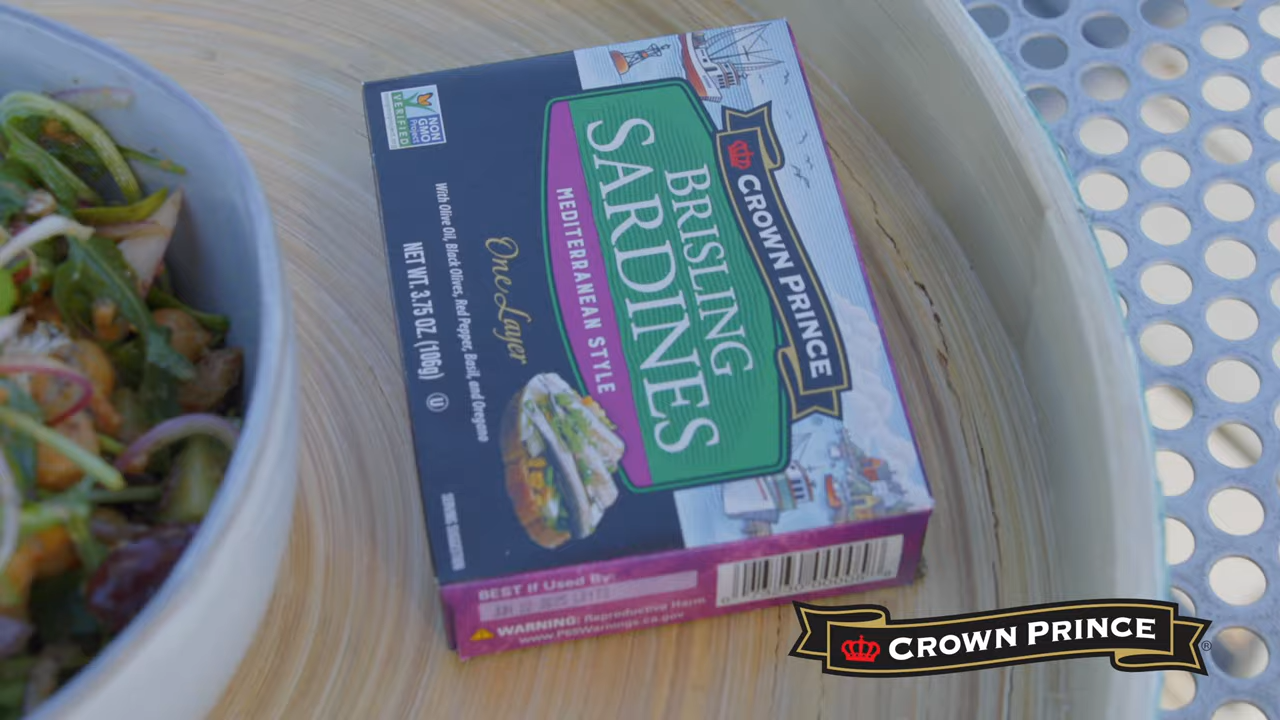 CROWN PRINCE
BRISLING
SARDINES
MEDITERRANEAN STYLE
One Layer
With Olive Oil, Black Olives, Red Pepper, Basil, and Oregano
NET WT. 3.75 OZ. (106g) U
NON
GMO
Project
VERIFIED
SERVING SUGGESTION
BEST If Used By:
WARNING: Reproductive Harm
www.P65Warnings.ca.gov
CROWN PRINCE ®